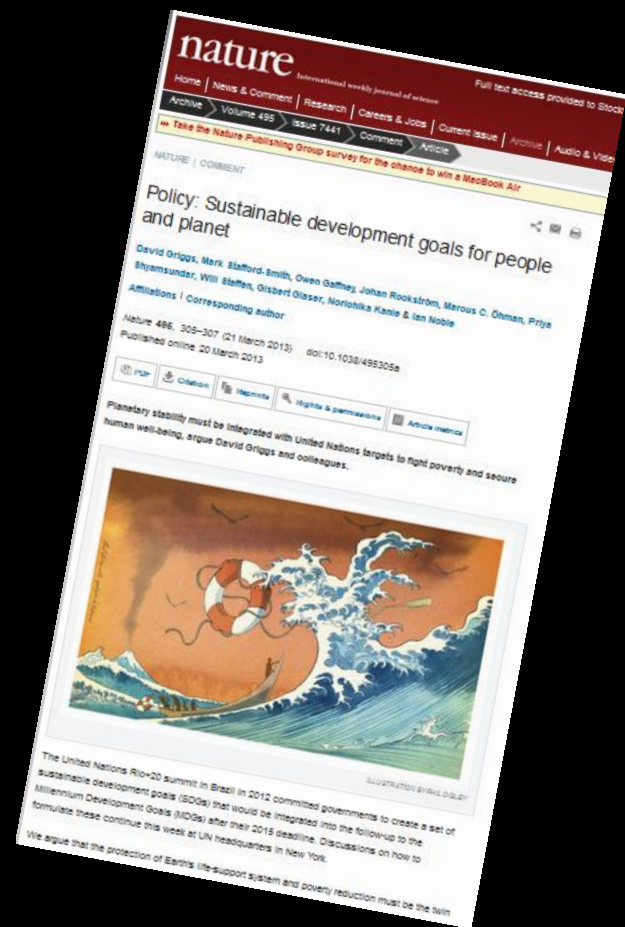 nature International weekly journal of science
Full text access provided to Stock
Home | News & Comment | Research | Careers & Jobs | Current Issue | Archive | Audio & Video
Archive Volume 495 Issue 7441 Comment Article
Take the Nature Publishing Group survey for the chance to win a MacBook Air
NATURE | COMMENT
Policy: Sustainable development goals for people
and planet
David Griggs, Mark Stafford-Smith, Owen Gaffney, Johan Rockström, Marcus C. Öhman, Priya
Shyamsundar, Will Steffen, Gisbert Glaser, Norichika Kanie & Ian Noble
Affiliations | Corresponding author
Nature 495, 305–307 (21 March 2013) doi:10.1038/495305a
Published online 20 March 2013
PDF Citation Reprints Rights & permissions Article metrics
Planetary stability must be integrated with United Nations targets to fight poverty and secure
human well-being, argue David Griggs and colleagues.
ILLUSTRATION BY PHIL DISLEY
The United Nations Rio+20 summit in Brazil in 2012 committed governments to create a set of
sustainable development goals (SDGs) that would be integrated into the follow-up to the
Millennium Development Goals (MDGs) after their 2015 deadline. Discussions on how to
formulate these continue this week at UN headquarters in New York.
We argue that the protection of Earth's life-support system and poverty reduction must be the twin